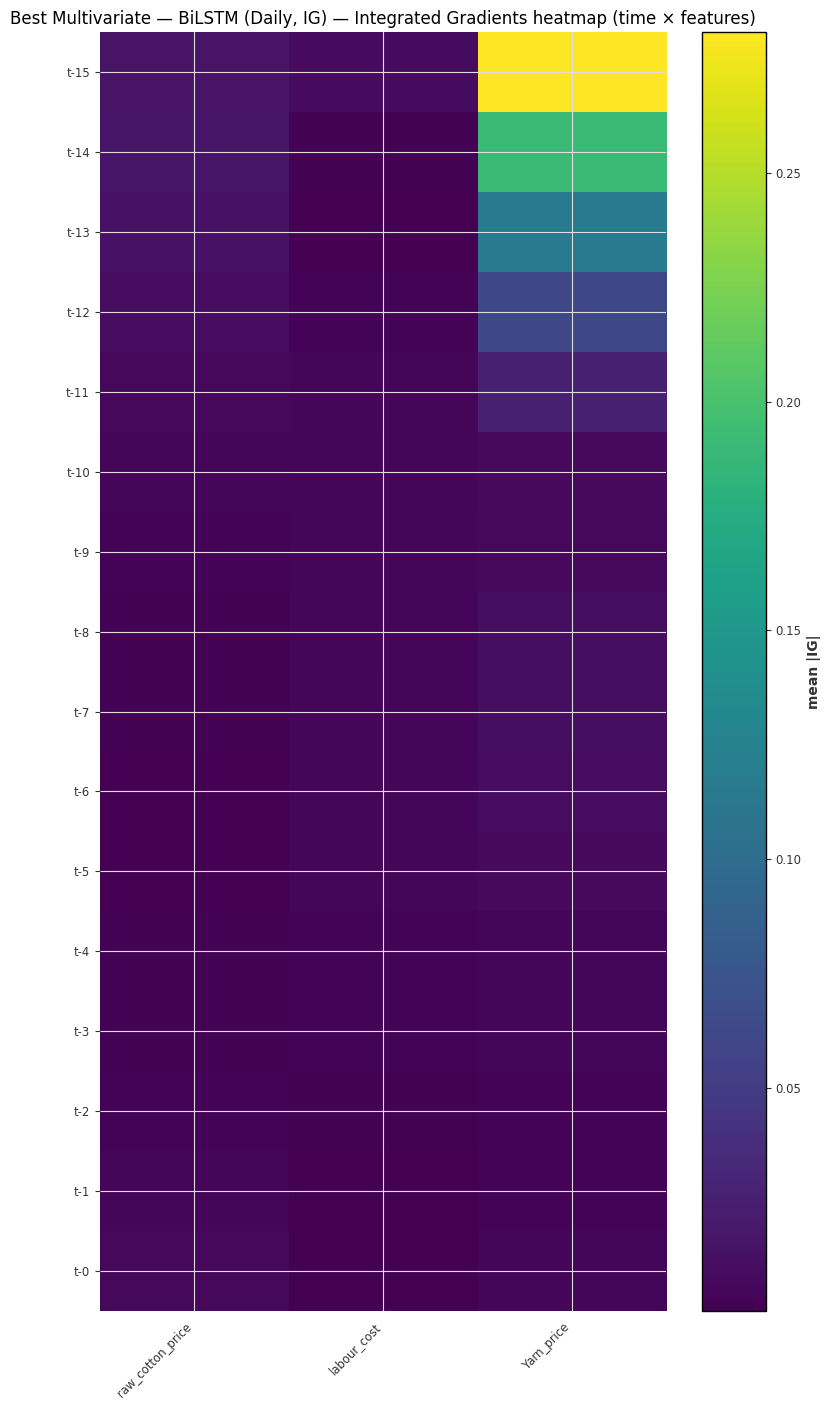 Best Multivariate — BiLSTM (Daily, IG) — Integrated Gradients heatmap (time × features)
t-15
t-14
t-13
t-12
t-11
t-10
t-9
t-8
t-7
t-6
t-5
t-4
t-3
t-2
t-1
t-0
raw_cotton_price
labour_cost
Yarn_price
0.25
0.20
0.15
0.10
0.05
mean |IG|